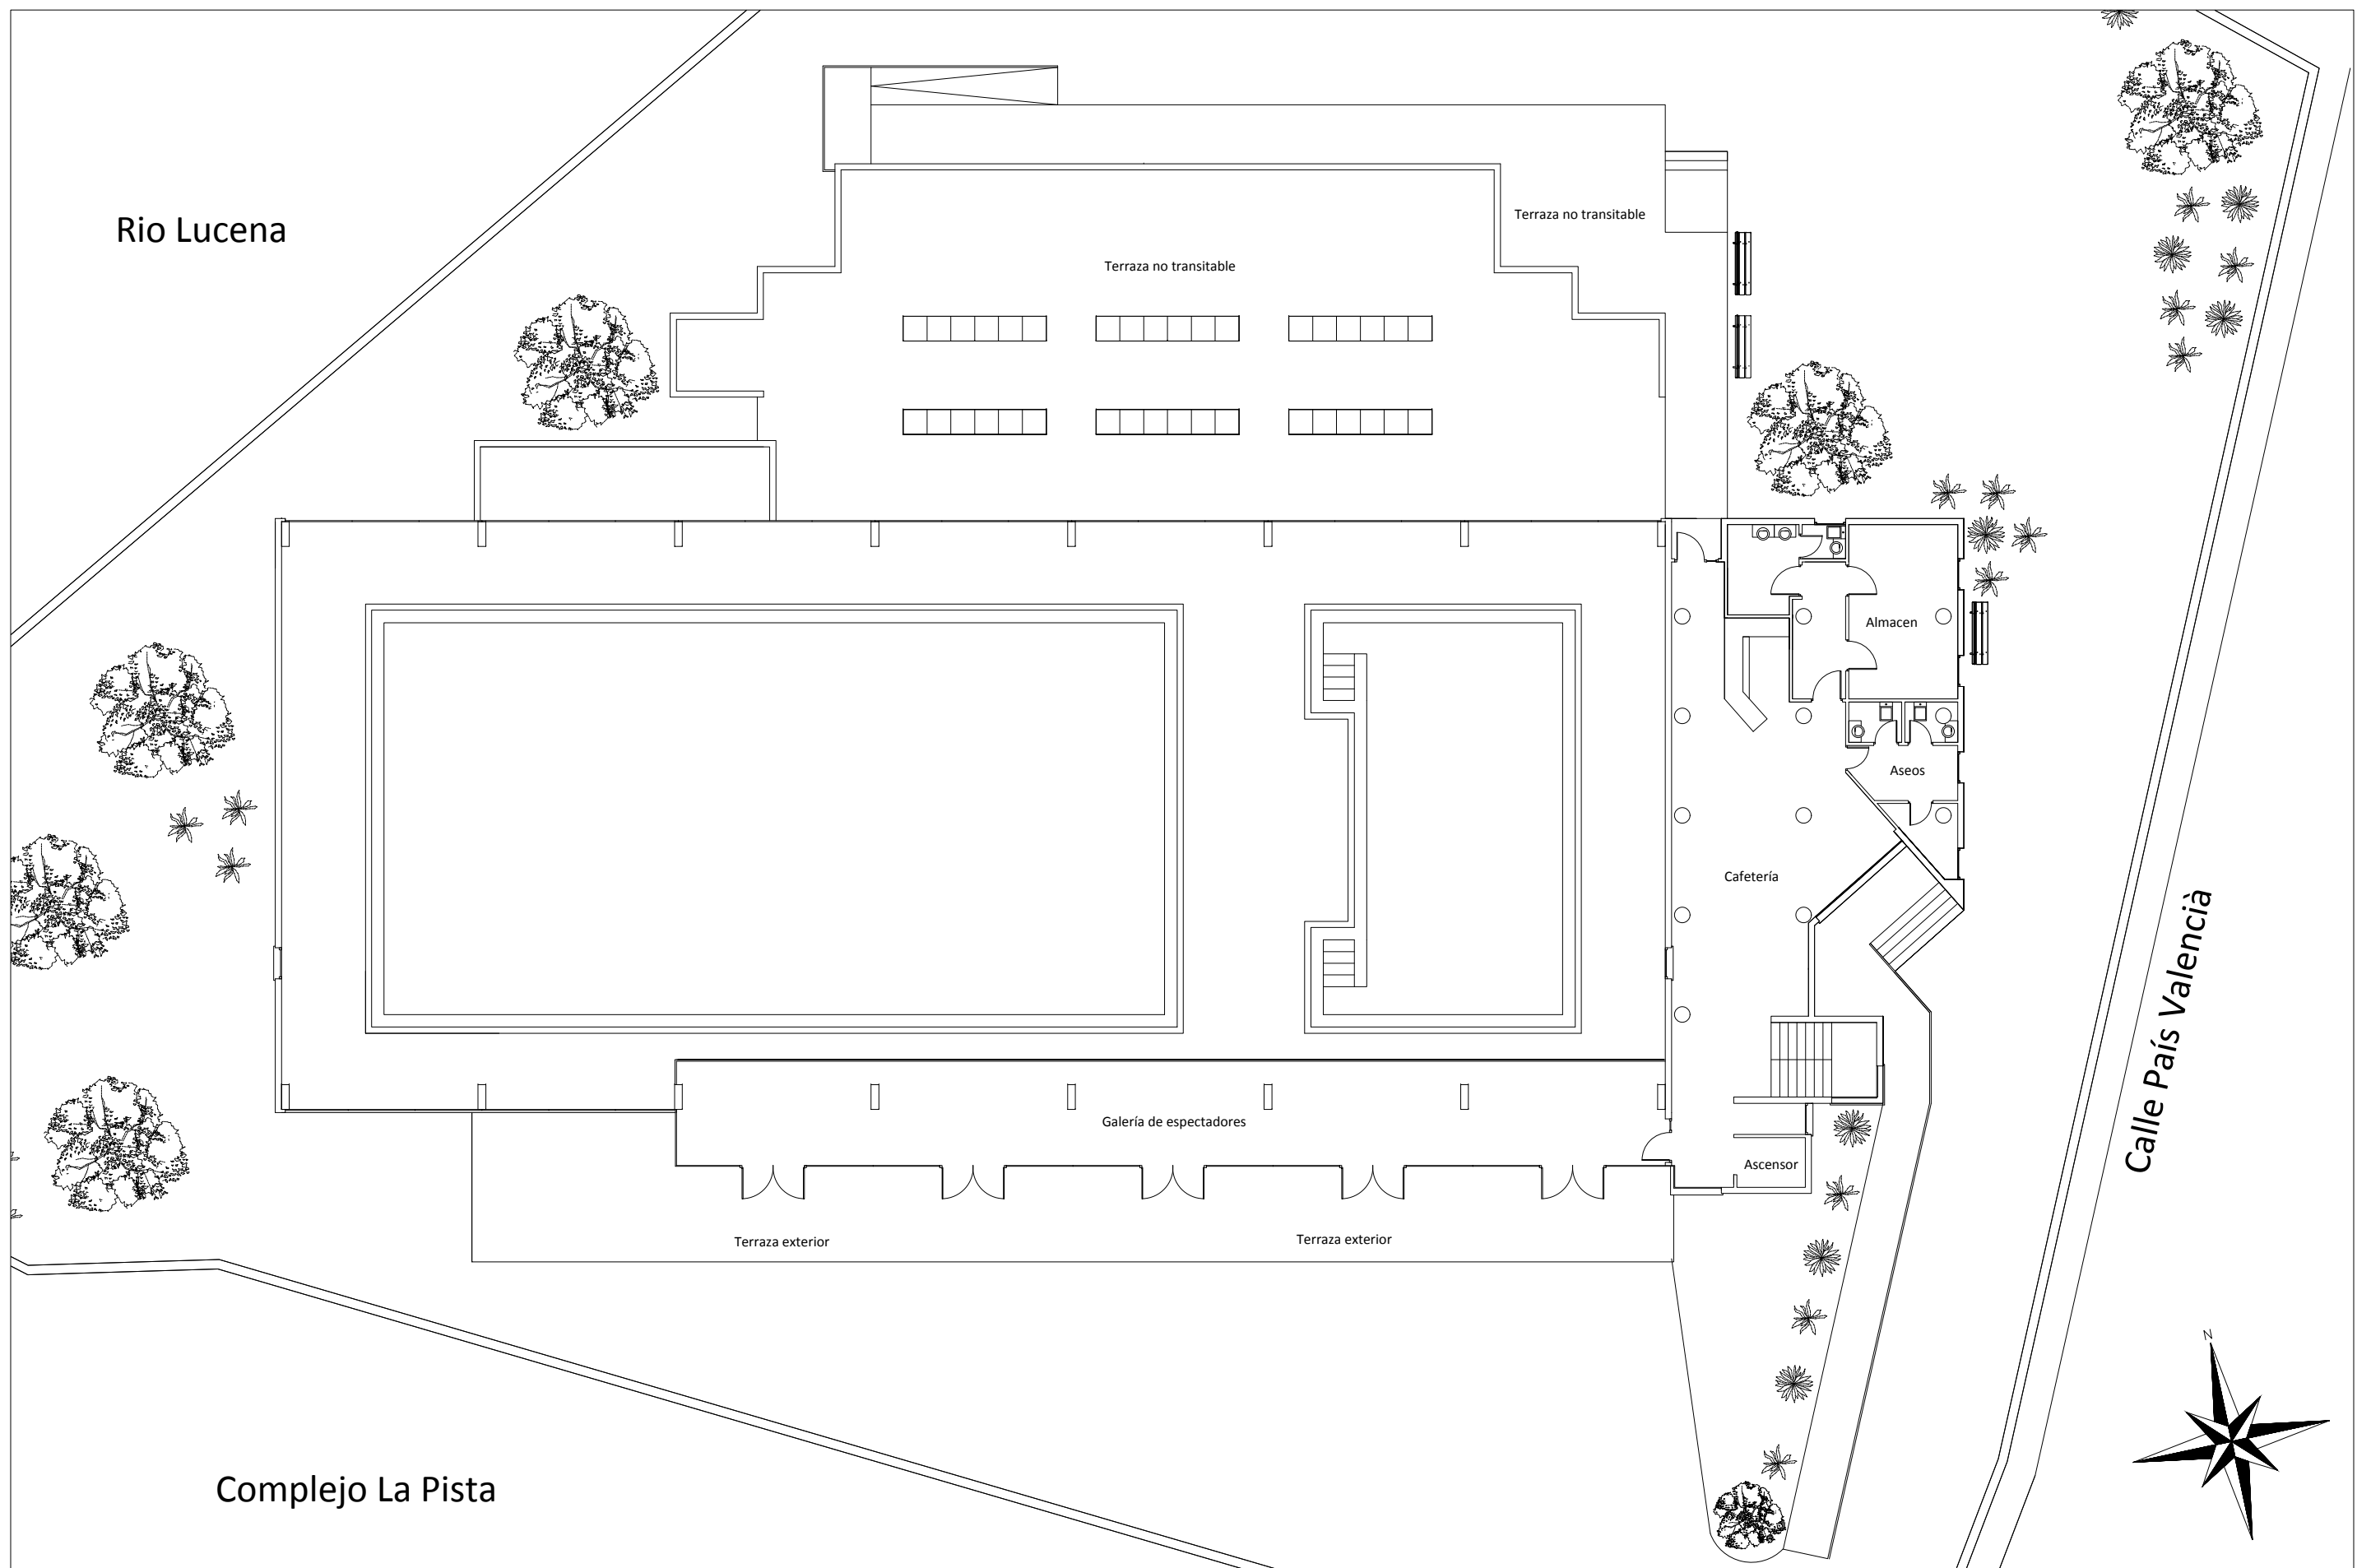 Rio Lucena
Terraza no transitable
Terraza no transitable
Almacen
Aseos
Cafetería
Calle País Valencià
Galería de espectadores
Ascensor
Terraza exterior
Terraza exterior
N
Complejo La Pista